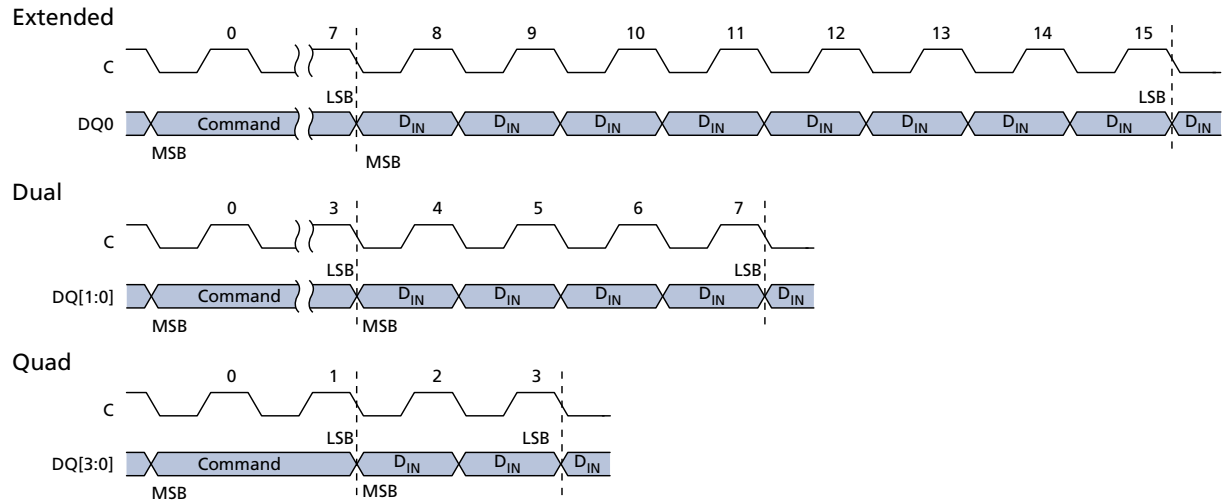 Extended
0 7 8 9 10 11 12 13 14 15
C
LSB LSB
DQ0 Command DIN DIN DIN DIN DIN DIN DIN DIN DIN
MSB MSB
Dual
0 3 4 5 6 7
C
LSB LSB
DQ[1:0] Command DIN DIN DIN DIN DIN
MSB MSB
Quad
0 1 2 3
C
LSB LSB
DQ[3:0] Command DIN DIN DIN
MSB MSB